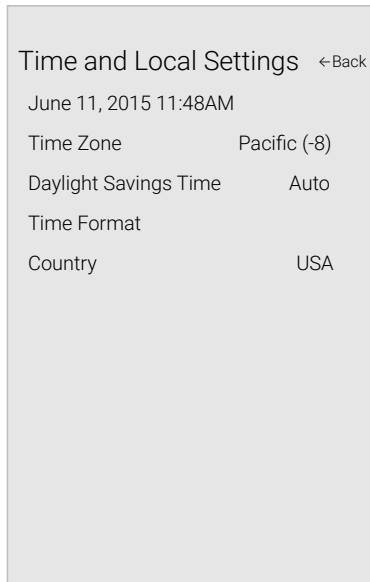 Time and Local Settings ←Back
June 11, 2015 11:48AM
Time Zone Pacific (-8)
Daylight Savings Time Auto
Time Format
Country USA